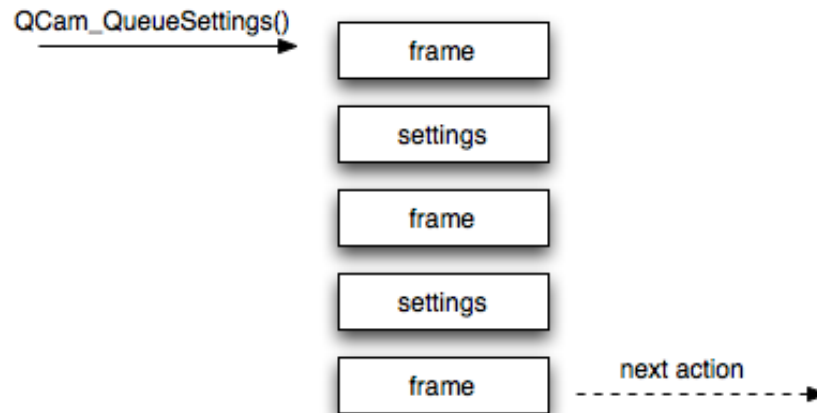 QCam_QueueSettings()
frame
settings
frame
settings
frame
next action